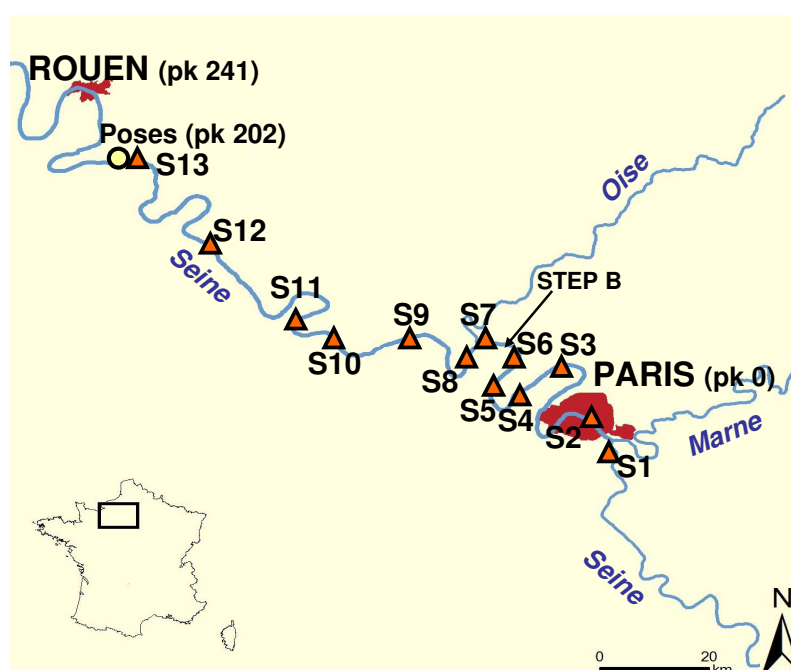 ROUEN (pk 241)
Poses (pk 202)
S13
Oise
S12
Seine
STEP B
S11
S9
S7
S10
S8
S6
S3
PARIS (pk 0)
S5
S4
S2
Marne
S1
Seine
N
0
20
km